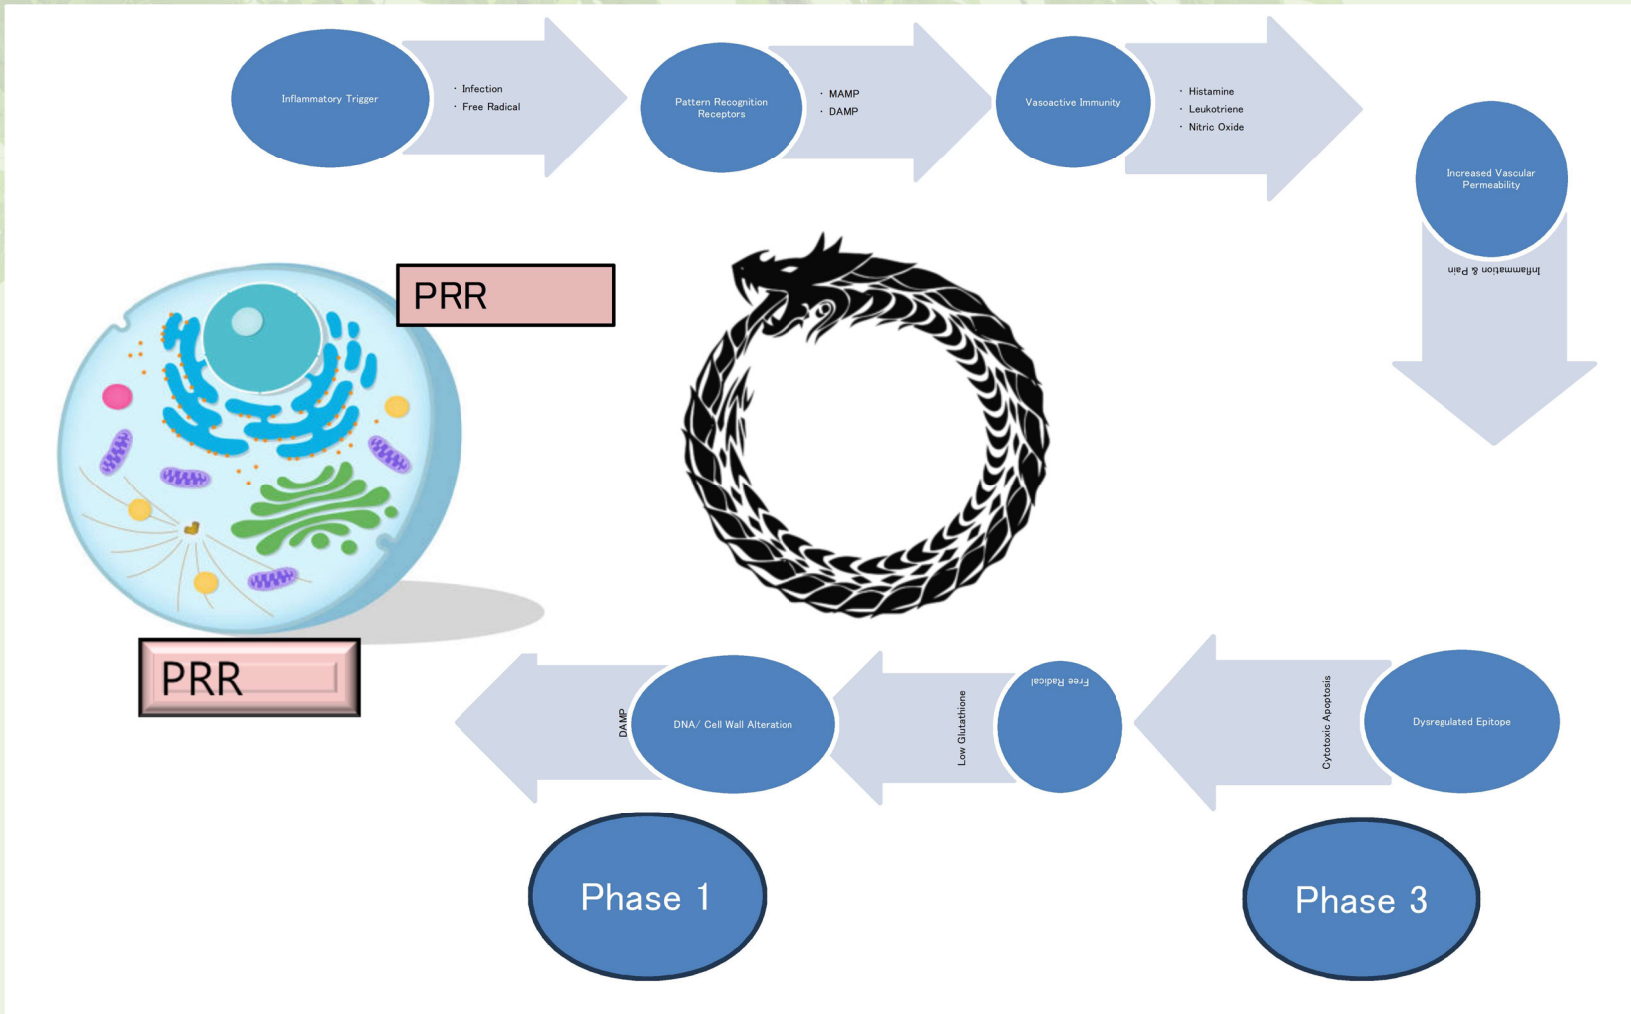 Inflammatory Trigger
· Infection
· Free Radical
Pattern Recognition
Receptors
· MAMP
· DAMP
Vasoactive Immunity
· Histamine
· Leukotriene
· Nitric Oxide
Increased Vascular
Permeability
Inflammation & Pain
PRR
PRR
Dysregulated Epitope
Cytotoxic Apoptosis
Free Radical
Low Glutathione
DNA/ Cell Wall Alteration
DAMP
Phase 1
Phase 3